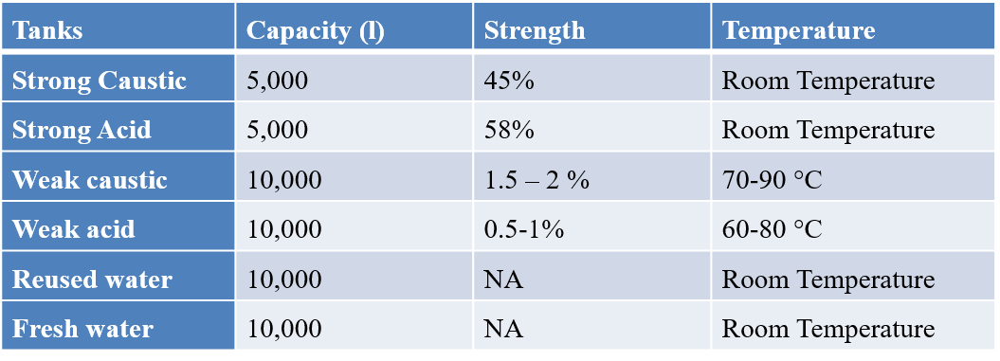 Tanks Capacity (l) Strength Temperature
Strong Caustic 5,000 45% Room Temperature
Strong Acid 5,000 58% Room Temperature
Weak caustic 10,000 1.5 – 2 % 70-90 °C
Weak acid 10,000 0.5-1% 60-80 °C
Reused water 10,000 NA Room Temperature
Fresh water 10,000 NA Room Temperature